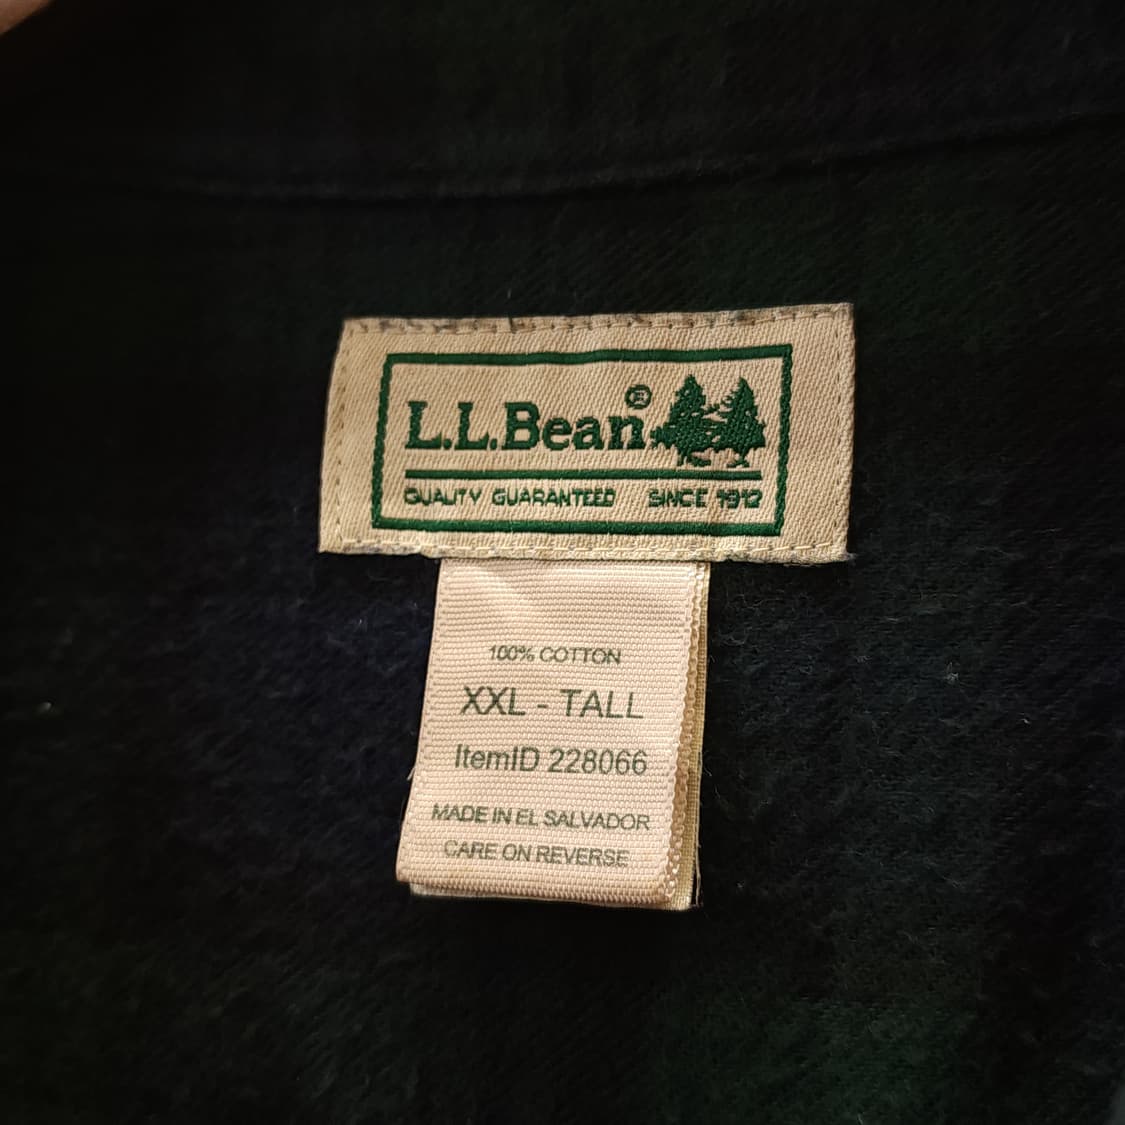 L.L.Bean®
QUALITY GUARANTEED SINCE 1912
100% COTTON
XXL - TALL
ItemID 228066
MADE IN EL SALVADOR
CARE ON REVERSE